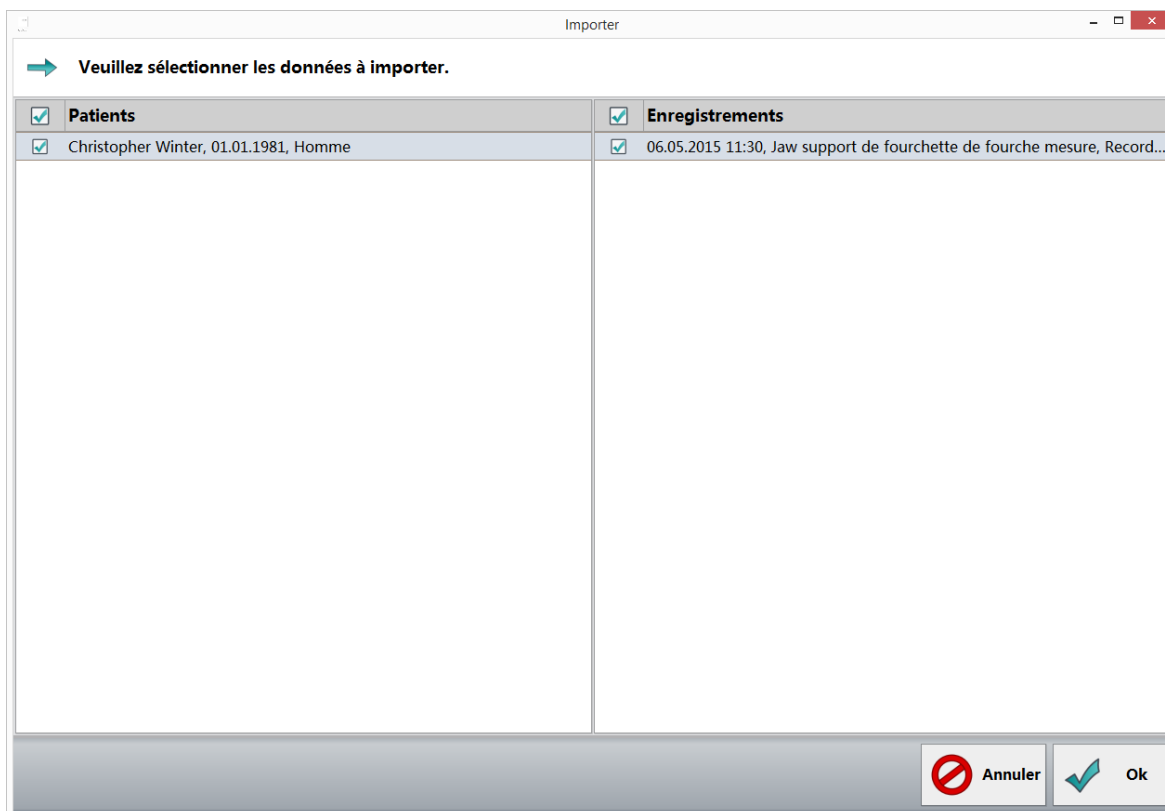 Importer
Veuillez sélectionner les données à importer.
Patients
Enregistrements
Christopher Winter, 01.01.1981, Homme
06.05.2015 11:30, Jaw support de fourchette de fourche mesure, Record...
Annuler
Ok